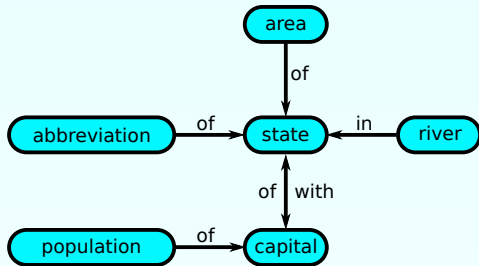 area
of
abbreviation of state in river
of with
population of capital